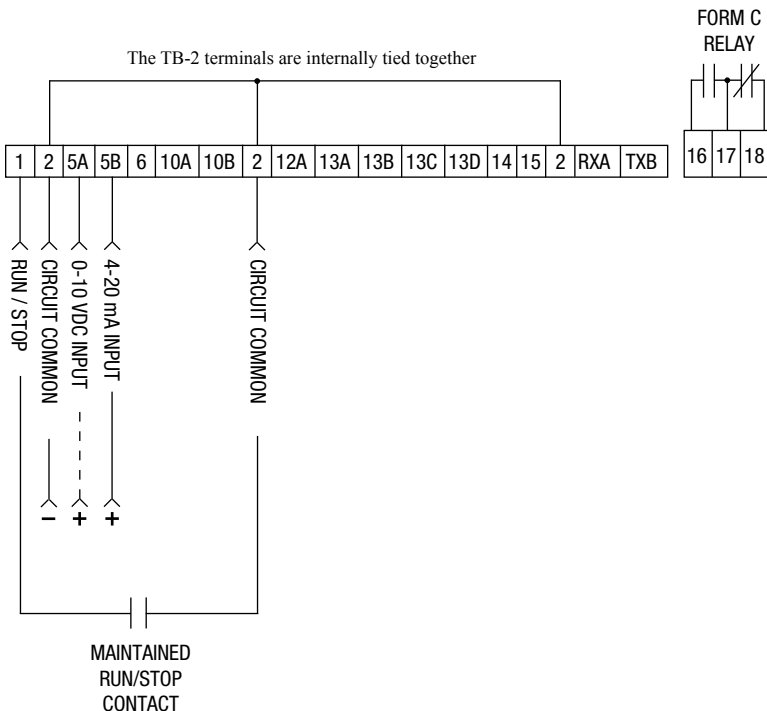 FORM C
RELAY
The TB-2 terminals are internally tied together
1 2 5A 5B 6 10A 10B 2 12A 13A 13B 13C 13D 14 15 2 RXA TXB
16 17 18
RUN / STOP
CIRCUIT COMMON
0-10 VDC INPUT
4-20 mA INPUT
CIRCUIT COMMON
− + +
MAINTAINED
RUN/STOP
CONTACT